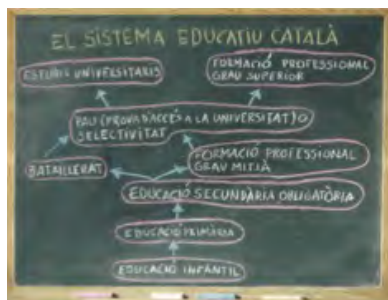 EL SISTEMA EDUCATIU CATALÀ
ESTUDIS UNIVERSITARIS
FORMACIÓ PROFESSIONAL
GRAU SUPERIOR
PAU (PROVA D'ACCÉS A LA UNIVERSITAT) O
SELECTIVITAT
BATXILLERAT
FORMACIÓ PROFESSIONAL
GRAU MITJÀ
EDUCACIÓ SECUNDÀRIA OBLIGATÒRIA
EDUCACIÓ PRIMÀRIA
EDUCACIÓ INFANTIL